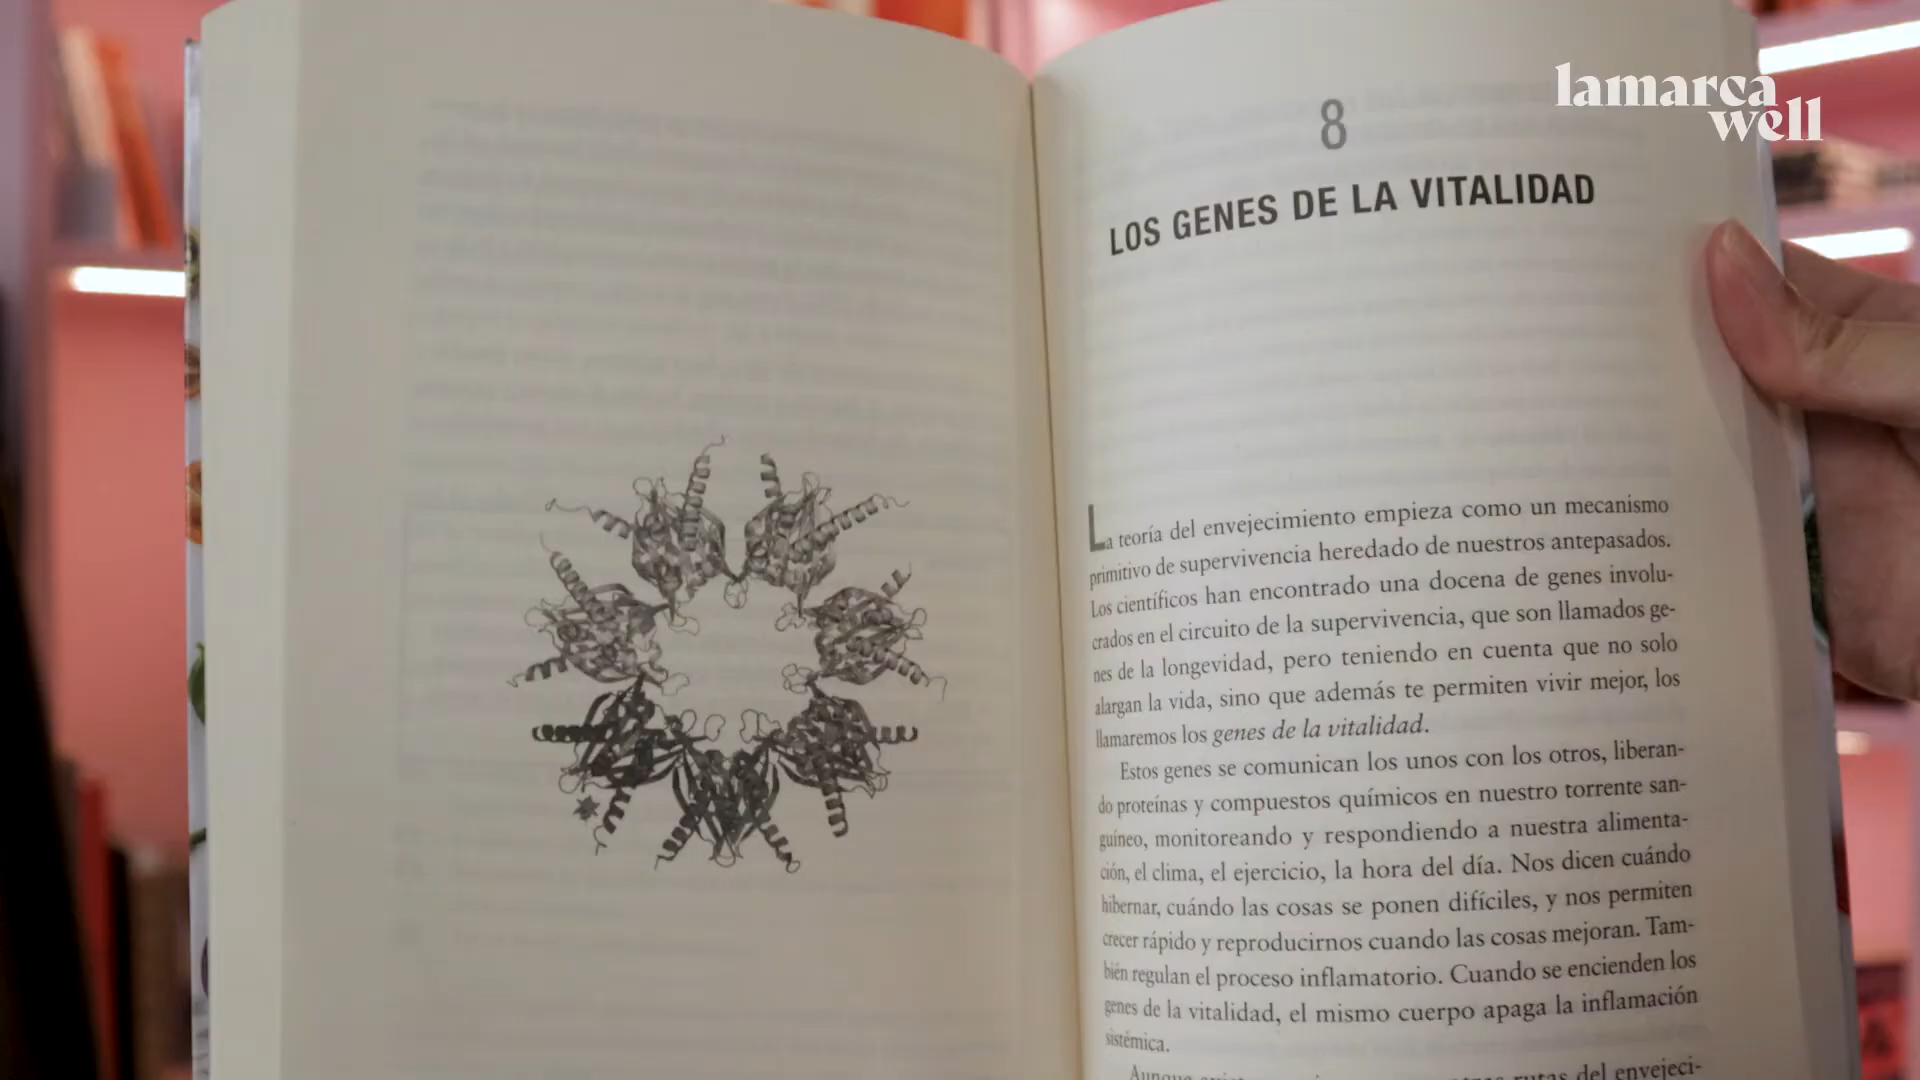 lamarca
well
8
LOS GENES DE LA VITALIDAD
La teoría del envejecimiento empieza como un mecanismo
primitivo de supervivencia heredado de nuestros antepasados.
Los científicos han encontrado una docena de genes involu-
crados en el circuito de la supervivencia, que son llamados ge-
nes de la longevidad, pero teniendo en cuenta que no solo
alargan la vida, sino que además te permiten vivir mejor, los
llamaremos los genes de la vitalidad.
Estos genes se comunican los unos con los otros, liberan-
do proteínas y compuestos químicos en nuestro torrente san-
guíneo, monitoreando y respondiendo a nuestra alimenta-
ción, el clima, el ejercicio, la hora del día. Nos dicen cuándo
hibernar, cuándo las cosas se ponen difíciles, y nos permiten
crecer rápido y reproducirnos cuando las cosas mejoran. Tam-
bién regulan el proceso inflamatorio. Cuando se encienden los
genes de la vitalidad, el mismo cuerpo apaga la inflamación
sistémica.
Aunque rutas del envejeci-